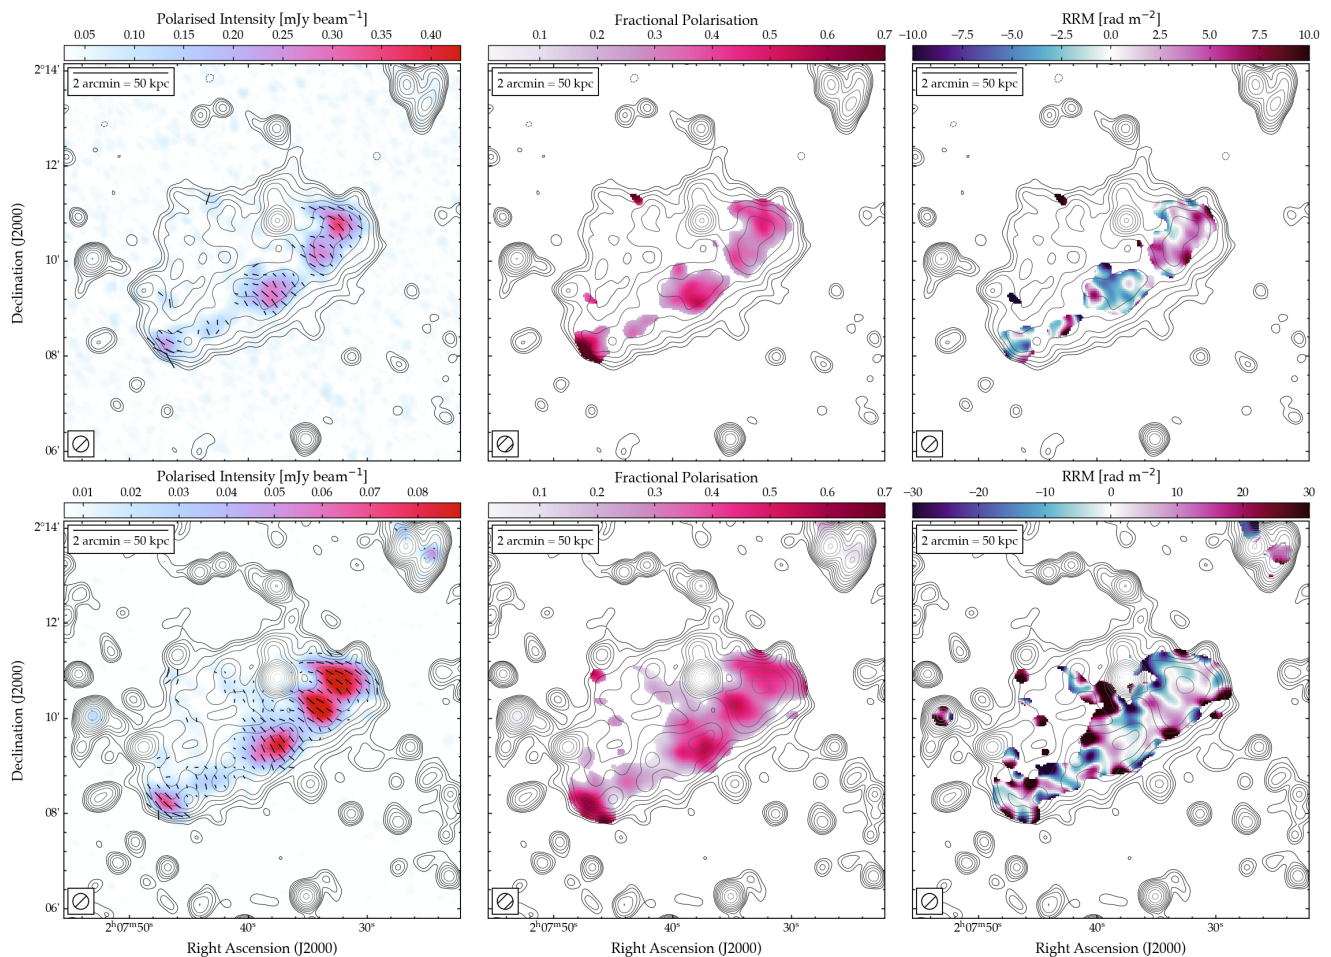 Polarised Intensity [mJy beam⁻¹]
0.05 0.10 0.15 0.20 0.25 0.30 0.35 0.40
Fractional Polarisation
0.1 0.2 0.3 0.4 0.5 0.6 0.7
RRM [rad m⁻²]
−10.0 −7.5 −5.0 −2.5 0.0 2.5 5.0 7.5 10.0
2 arcmin = 50 kpc
2 arcmin = 50 kpc
2 arcmin = 50 kpc
2°14'
12'
10'
08'
06'
Declination (J2000)
Polarised Intensity [mJy beam⁻¹]
0.01 0.02 0.03 0.04 0.05 0.06 0.07 0.08
Fractional Polarisation
0.1 0.2 0.3 0.4 0.5 0.6 0.7
RRM [rad m⁻²]
−30 −20 −10 0 10 20 30
2 arcmin = 50 kpc
2 arcmin = 50 kpc
2 arcmin = 50 kpc
2°14'
12'
10'
08'
06'
Declination (J2000)
2ʰ07ᵐ50ˢ 40ˢ 30ˢ
40ˢ 30ˢ
40ˢ 30ˢ
Right Ascension (J2000)
Right Ascension (J2000)
Right Ascension (J2000)